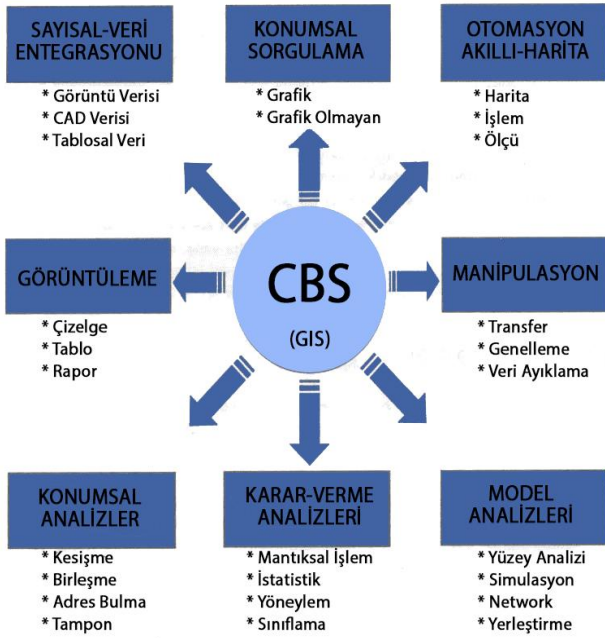 SAYISAL-VERİ
ENTEGRASYONU
* Görüntü Verisi
* CAD Verisi
* Tablosal Veri
KONUMSAL
SORGULAMA
* Grafik
* Grafik Olmayan
OTOMASYON
AKILLI-HARİTA
* Harita
* İşlem
* Ölçü
GÖRÜNTÜLEME
* Çizelge
* Tablo
* Rapor
CBS
(GIS)
MANİPULASYON
* Transfer
* Genelleme
* Veri Ayıklama
KONUMSAL
ANALİZLER
* Kesişme
* Birleşme
* Adres Bulma
* Tampon
KARAR-VERME
ANALİZLERİ
* Mantıksal İşlem
* İstatistik
* Yöneylem
* Sınıflama
MODEL
ANALİZLERİ
* Yüzey Analizi
* Simulasyon
* Network
* Yerleştirme